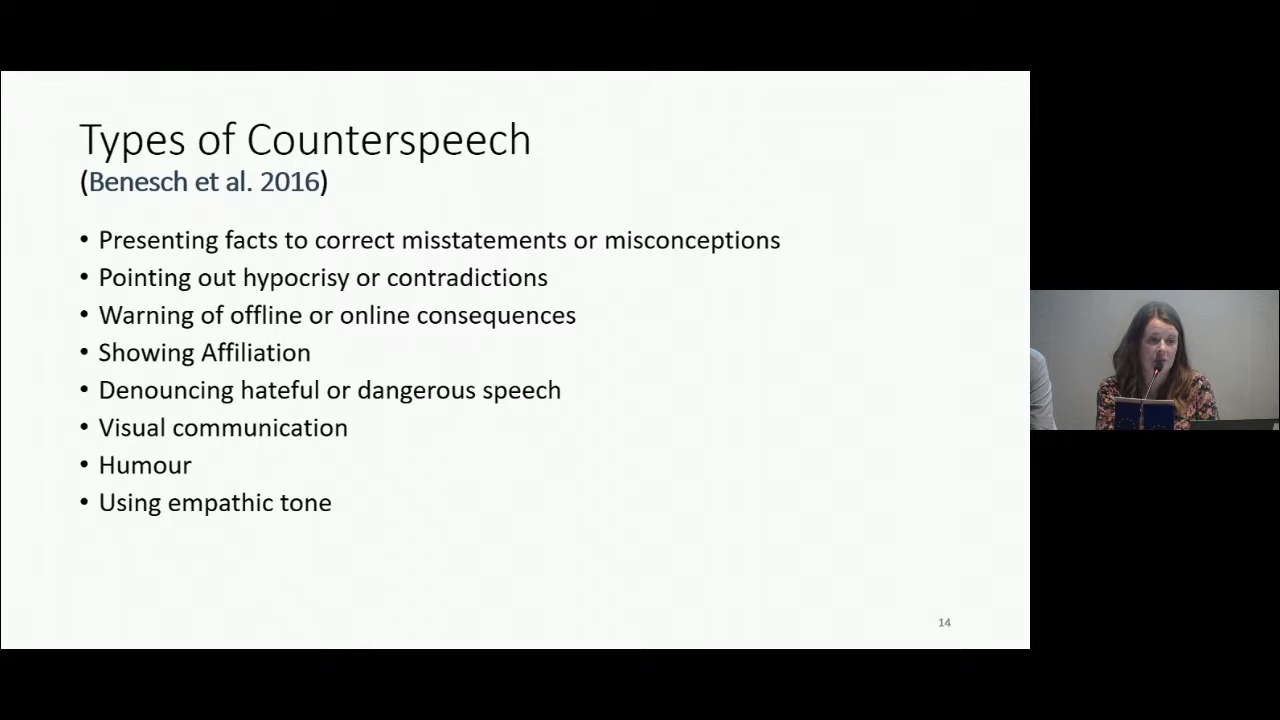 Types of Counterspeech
(Benesch et al. 2016)
• Presenting facts to correct misstatements or misconceptions
• Pointing out hypocrisy or contradictions
• Warning of offline or online consequences
• Showing Affiliation
• Denouncing hateful or dangerous speech
• Visual communication
• Humour
• Using empathic tone
14